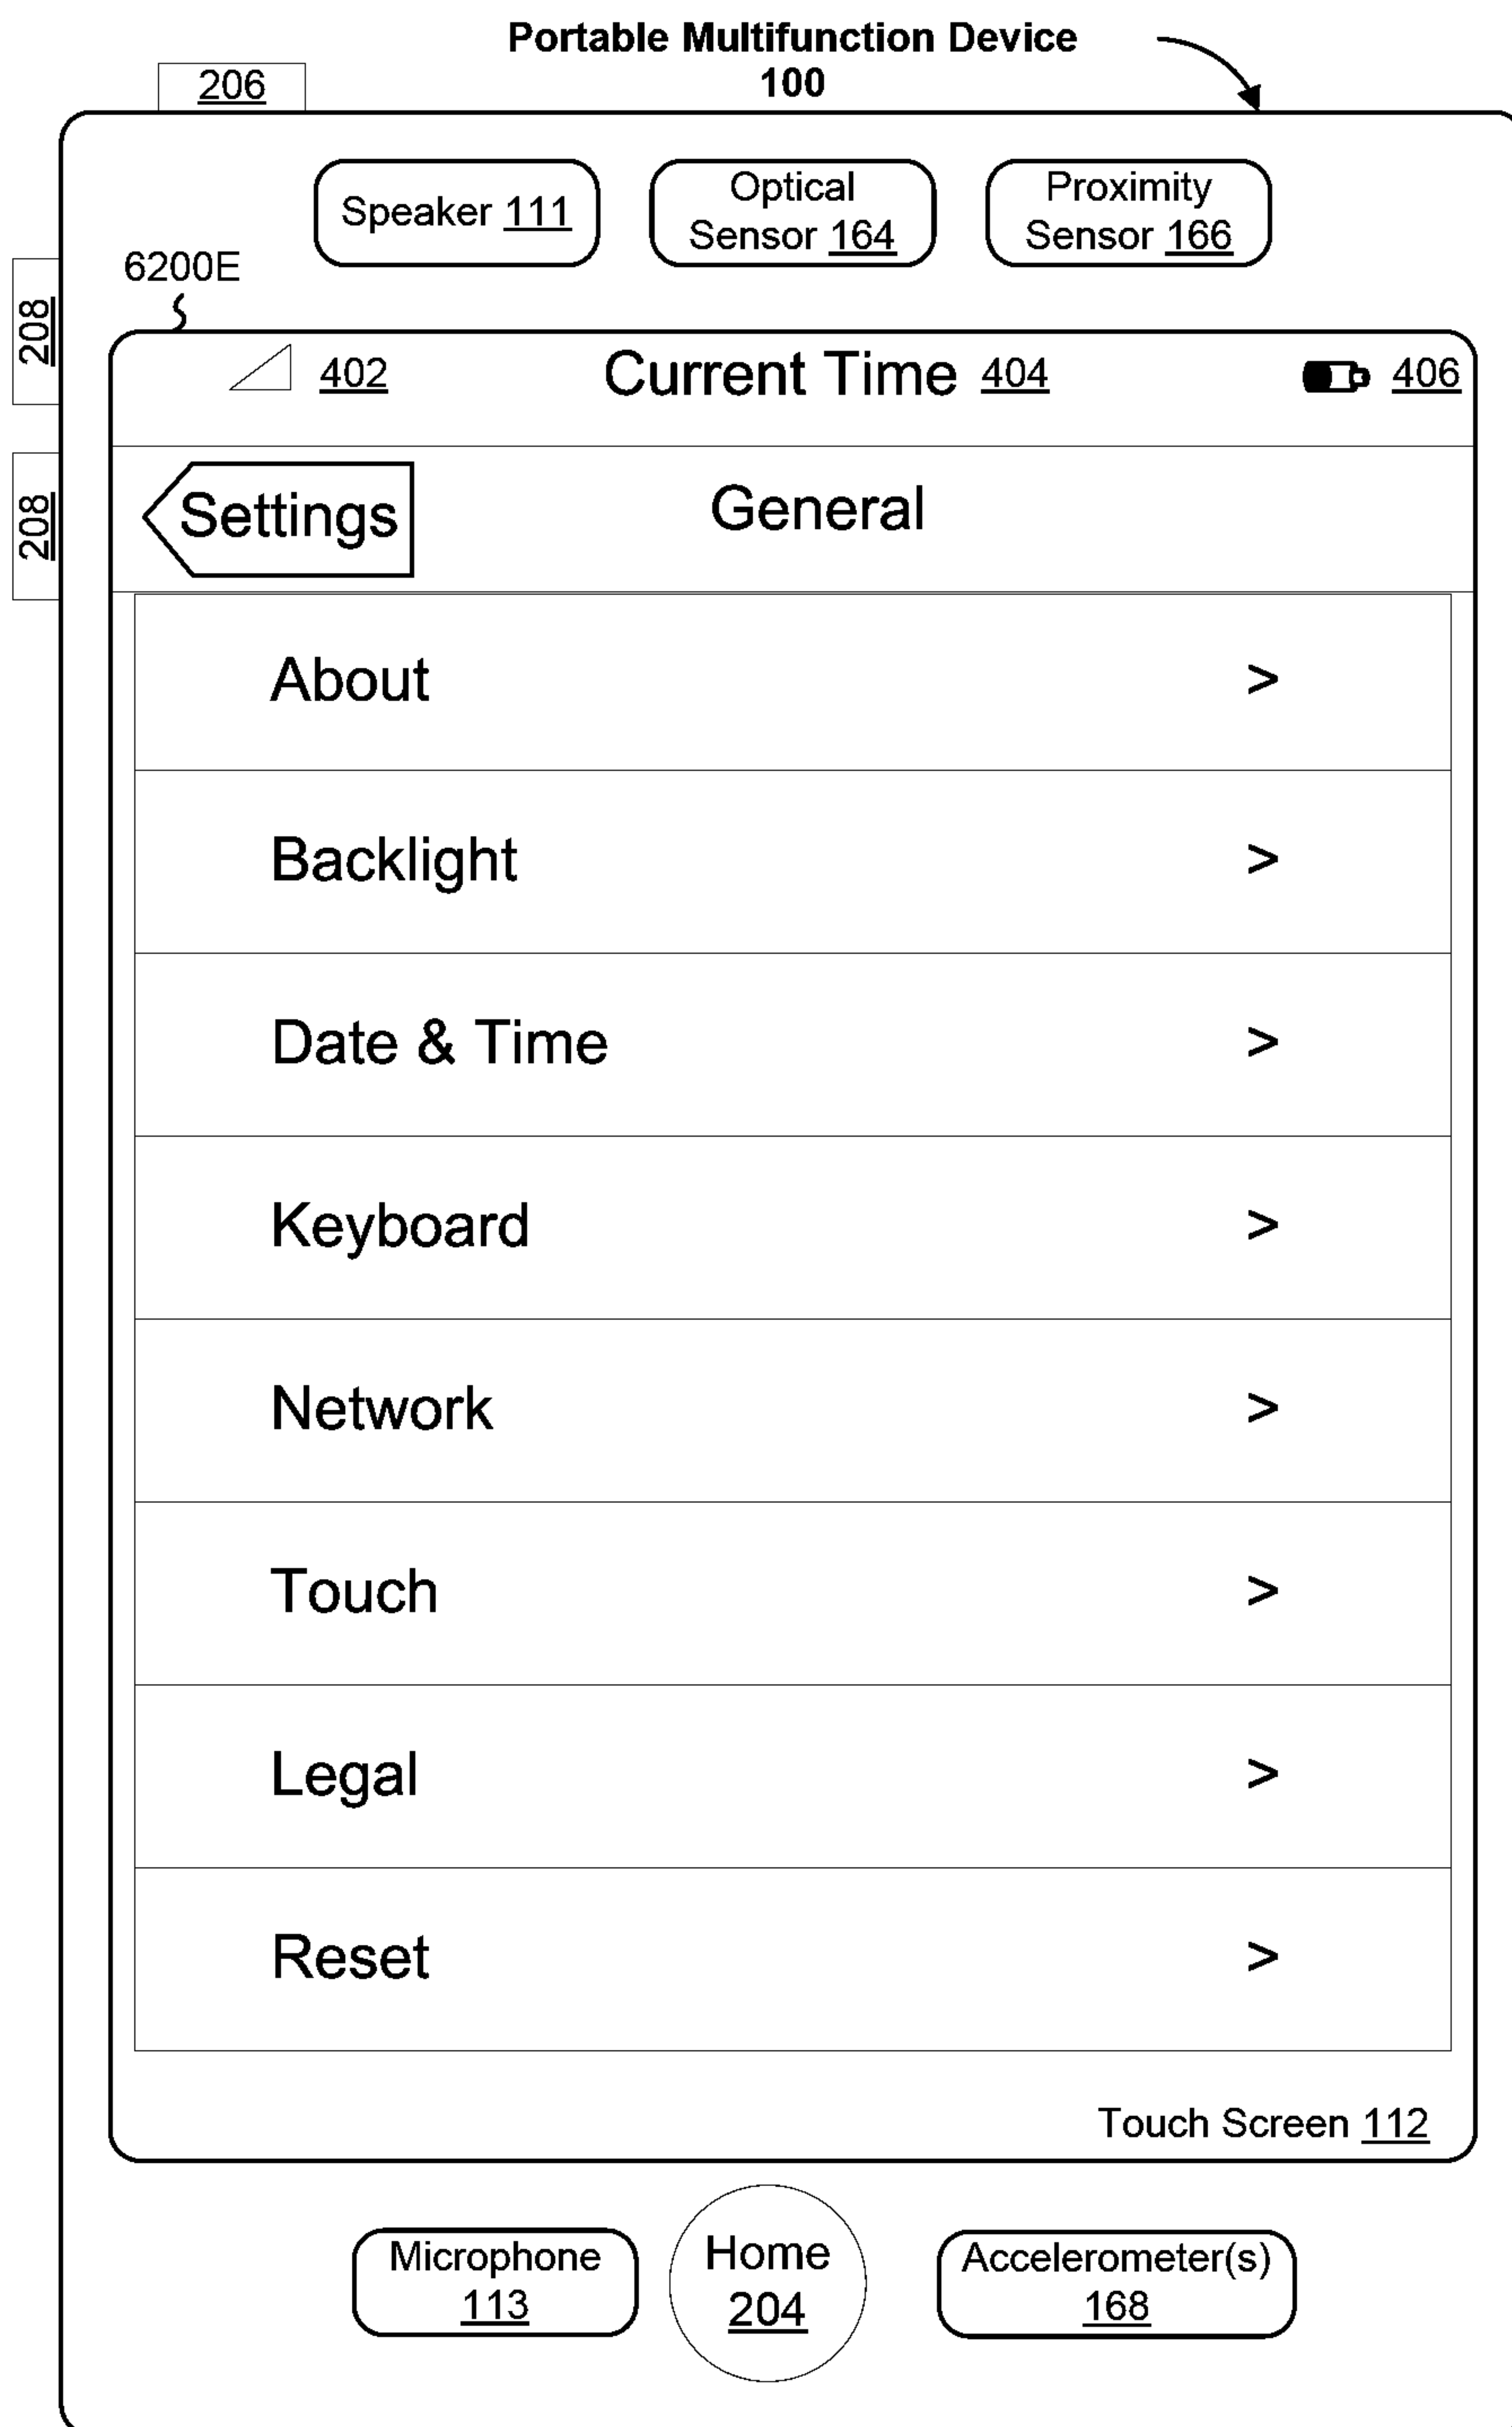 Portable Multifunction Device
100
206
Speaker 111
Optical
Sensor 164
Proximity
Sensor 166
6200E
208
402
Current Time 404
406
208
Settings
General
About >
Backlight >
Date & Time >
Keyboard >
Network >
Touch >
Legal >
Reset >
Touch Screen 112
Microphone
113
Home
204
Accelerometer(s)
168